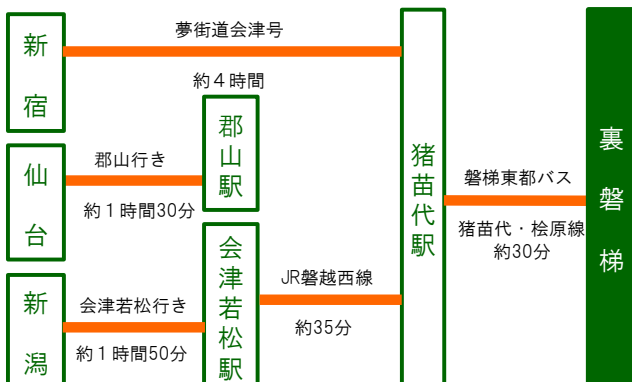 新宿
夢街道会津号
約４時間
仙台
郡山行き
約１時間30分
郡山駅
新潟
会津若松行き
約１時間50分
会津若松駅
JR磐越西線
約35分
猪苗代駅
磐梯東都バス
猪苗代・桧原線
約30分
裏磐梯